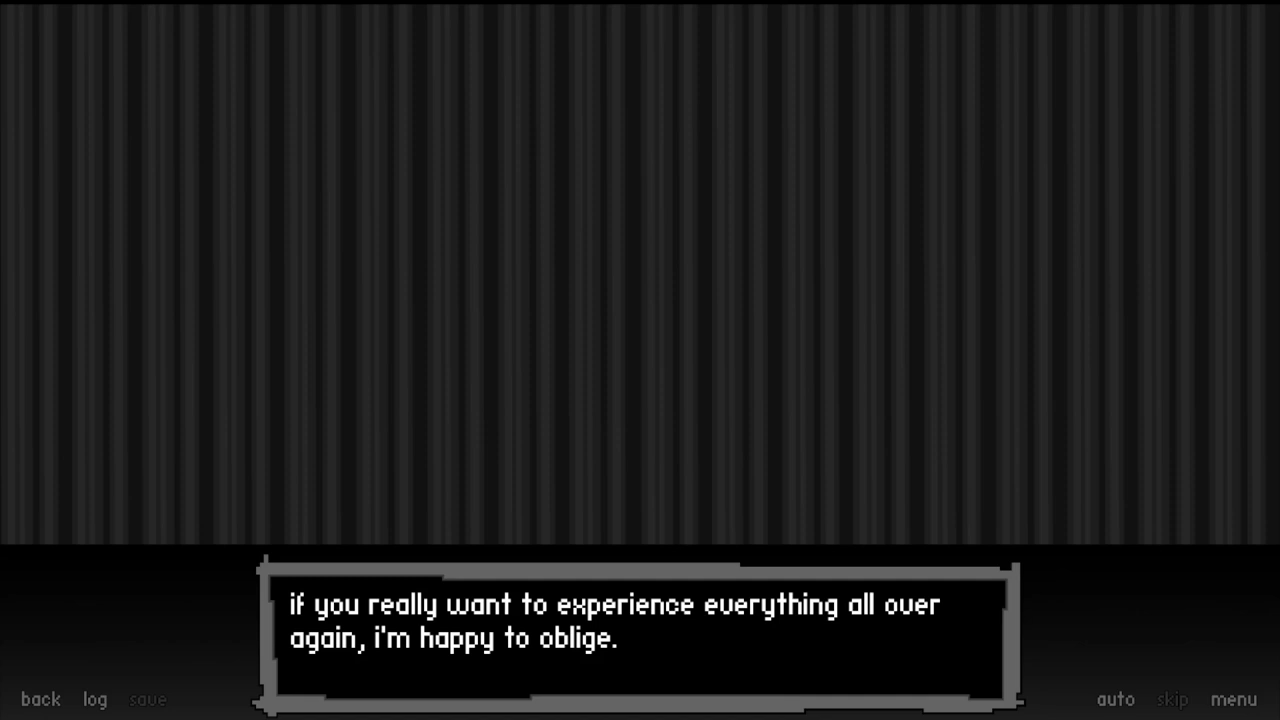 if you really want to experience everything all over
again, i'm happy to oblige.
back log save auto skip menu